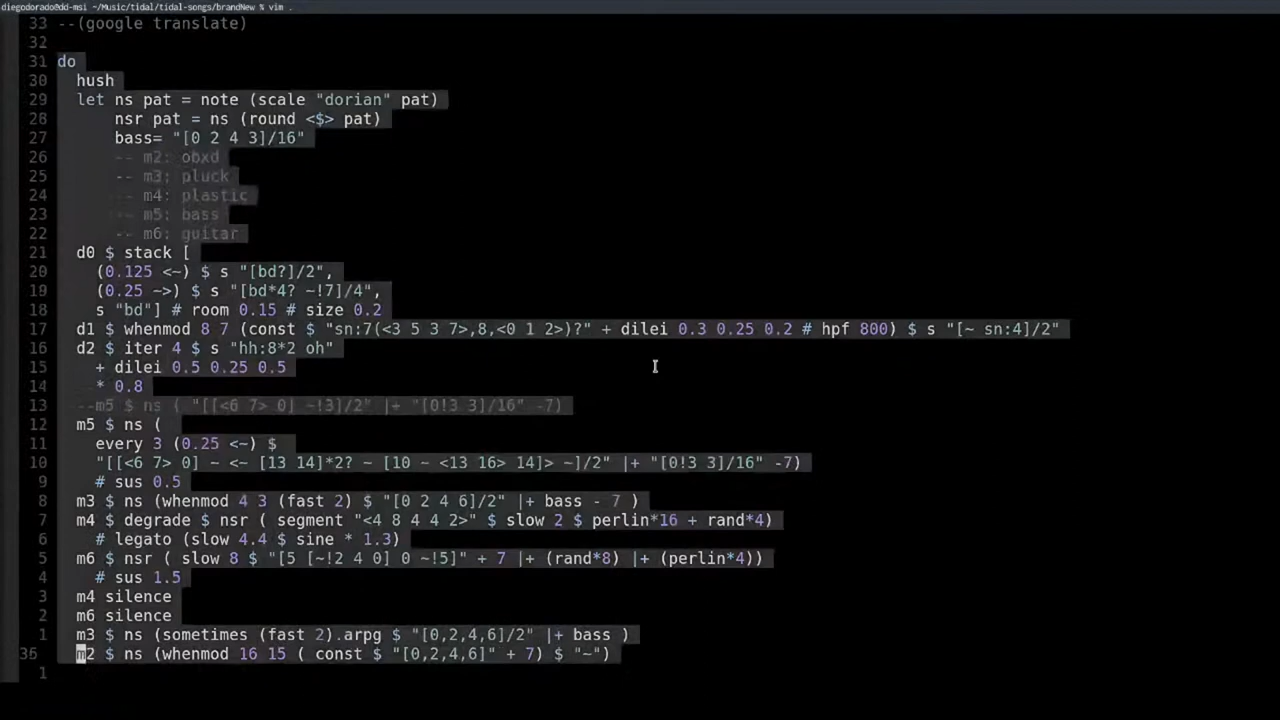 diegodorado@dd-msi ~/Music/tidal/tidal-songs/brandNew % vim .
33 --(google translate)
32
31 do
30   hush
29   let ns pat = note (scale "dorian" pat)
28       nsr pat = ns (round <$> pat)
27       bass= "[0 2 4 3]/16"
26       -- m2: obxd
25       -- m3: pluck
24       -- m4: plastic
23       -- m5: bass
22       -- m6: guitar
21   d0 $ stack [
20     (0.125 <~) $ s "[bd?]/2",
19     (0.25 ~>) $ s "[bd*4? ~!7]/4",
18     s "bd"] # room 0.15 # size 0.2
17   d1 $ whenmod 8 7 (const $ "sn:7(<3 5 3 7>,8,<0 1 2>)?" + dilei 0.3 0.25 0.2 # hpf 800) $ s "[~ sn:4]/2"
16   d2 $ iter 4 $ s "hh:8*2 oh"
15     + dilei 0.5 0.25 0.5
14     * 0.8
13   --m5 $ ns ( "[[<6 7> 0] ~!3]/2" |+ "[0!3 3]/16" -7)
12   m5 $ ns (
11     every 3 (0.25 <~) $
10     "[[<6 7> 0] ~ <~ [13 14]*2? ~ [10 ~ <13 16> 14]> ~]/2" |+ "[0!3 3]/16" -7)
9     # sus 0.5
8   m3 $ ns (whenmod 4 3 (fast 2) $ "[0 2 4 6]/2" |+ bass - 7 )
7   m4 $ degrade $ nsr ( segment "<4 8 4 4 2>" $ slow 2 $ perlin*16 + rand*4)
6     # legato (slow 4.4 $ sine * 1.3)
5   m6 $ nsr ( slow 8 $ "[5 [~!2 4 0] 0 ~!5]" + 7 |+ (rand*8) |+ (perlin*4))
4     # sus 1.5
3   m4 silence
2   m6 silence
1   m3 $ ns (sometimes (fast 2).arpg $ "[0,2,4,6]/2" |+ bass )
36   m2 $ ns (whenmod 16 15 ( const $ "[0,2,4,6]" + 7) $ "~")
1